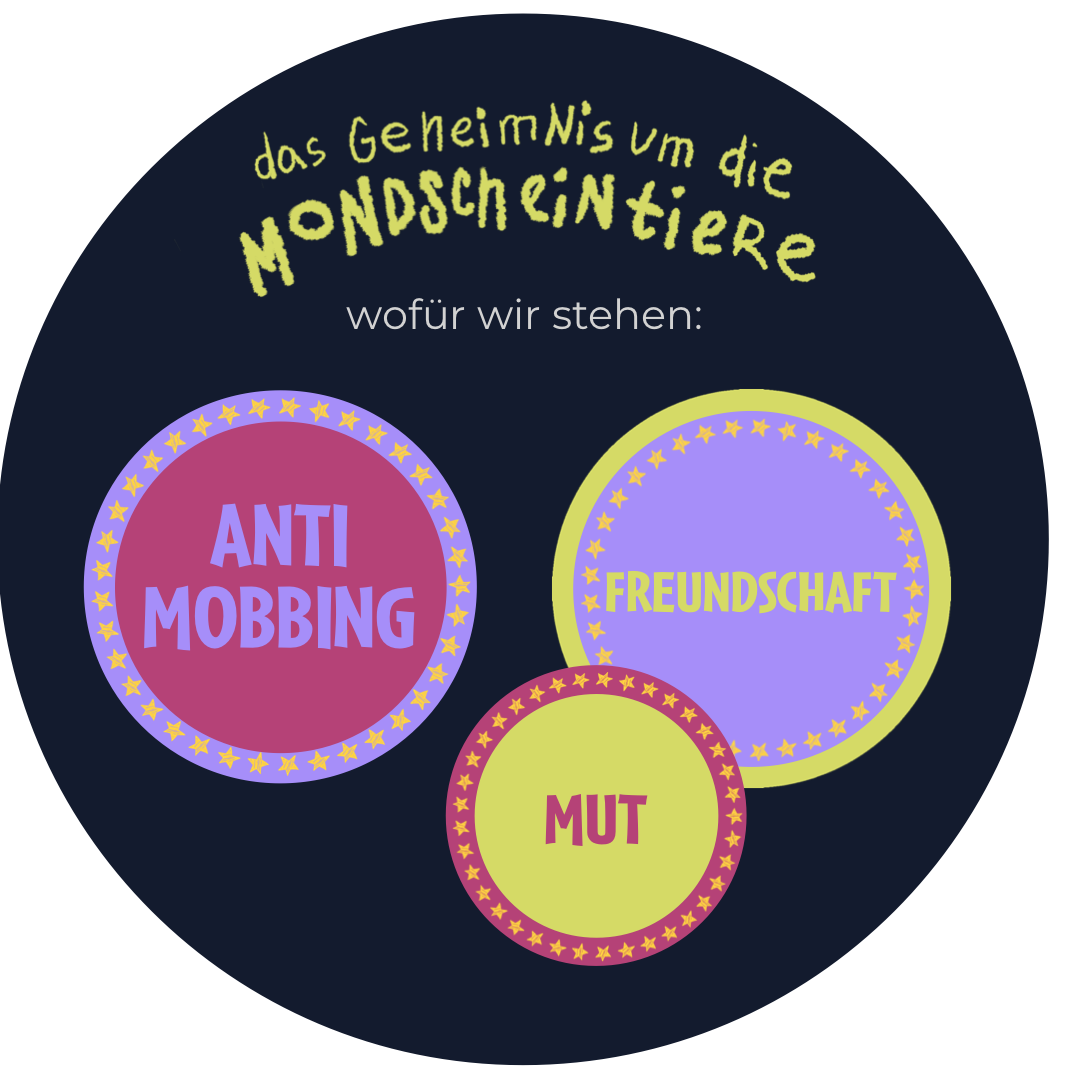 das GeheimNis um die
MONDScheiNtieRe
wofür wir stehen:
ANTI
MOBBING
FREUNDSCHAFT
MUT